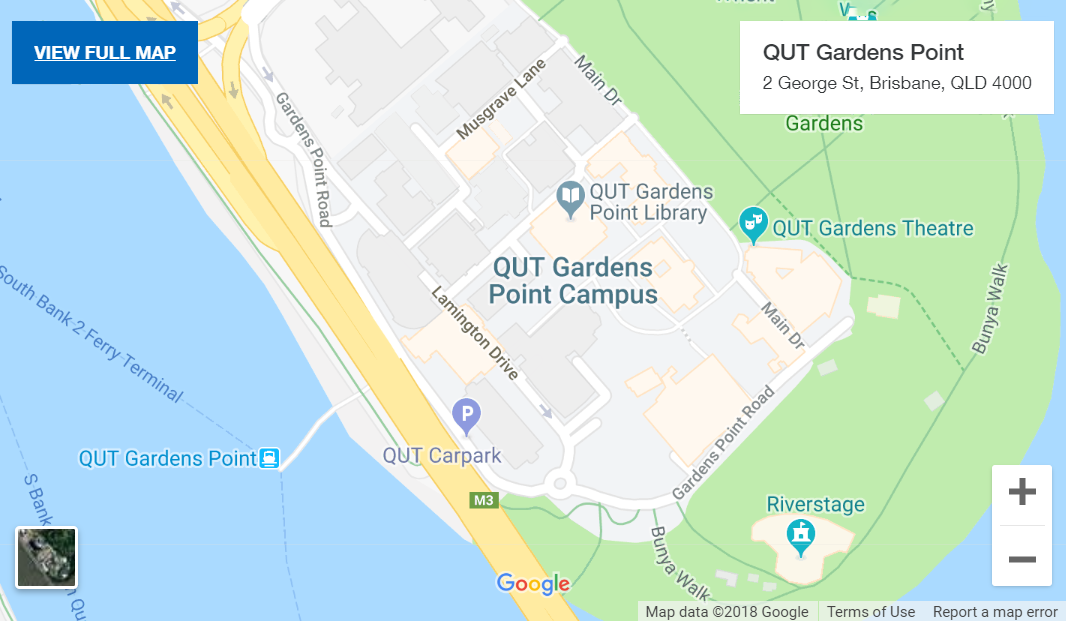 VIEW FULL MAP
QUT Gardens Point
2 George St, Brisbane, QLD 4000
Gardens
Musgrave Lane
Main Dr
Gardens Point Road
QUT Gardens
Point Library
QUT Gardens Theatre
QUT Gardens
Point Campus
Lamington Drive
Main Dr
Bunya Walk
South Bank 2 Ferry Terminal
P
QUT Carpark
QUT Gardens Point
Gardens Point Road
M3
S Bank
Riverstage
Bunya Walk
Google
Map data ©2018 Google
Terms of Use
Report a map error